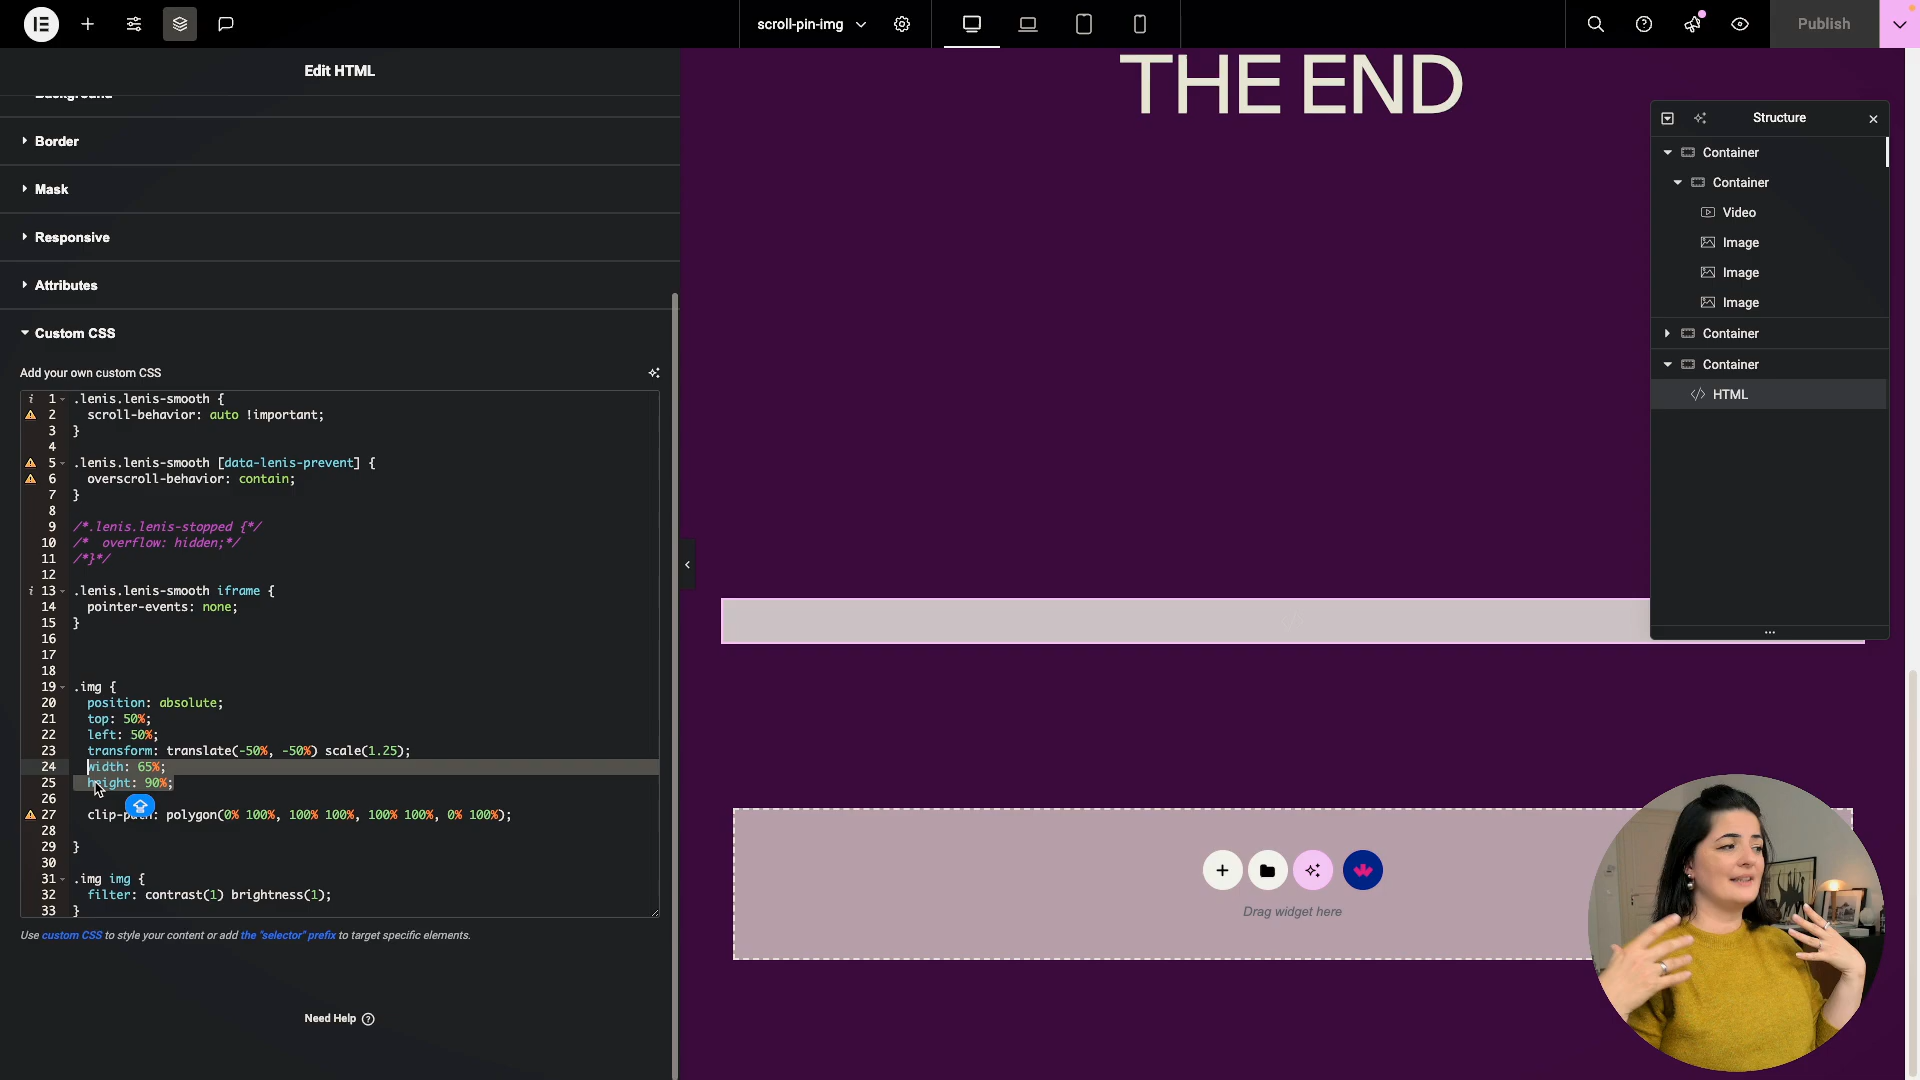 scroll-pin-img
Publish
Edit HTML
Background
Border
Mask
Responsive
Attributes
Custom CSS
Add your own custom CSS
1 .lenis.lenis-smooth {
2 scroll-behavior: auto !important;
3 }
4
5 .lenis.lenis-smooth [data-lenis-prevent] {
6 overscroll-behavior: contain;
7 }
8
9 /*.lenis.lenis-stopped {*/
10 /* overflow: hidden;*/
11 /*}*/
12
13 .lenis.lenis-smooth iframe {
14 pointer-events: none;
15 }
16
17
18
19 .img {
20 position: absolute;
21 top: 50%;
22 left: 50%;
23 transform: translate(-50%, -50%) scale(1.25);
24 width: 65%;
25 height: 90%;
26
27 clip-path: polygon(0% 100%, 100% 100%, 100% 100%, 0% 100%);
28
29 }
30
31 .img img {
32 filter: contrast(1) brightness(1);
33 }
Use custom CSS to style your content or add the "selector" prefix to target specific elements.
Need Help
THE END
Drag widget here
Structure
Container
Container
Video
Image
Image
Image
Container
Container
HTML